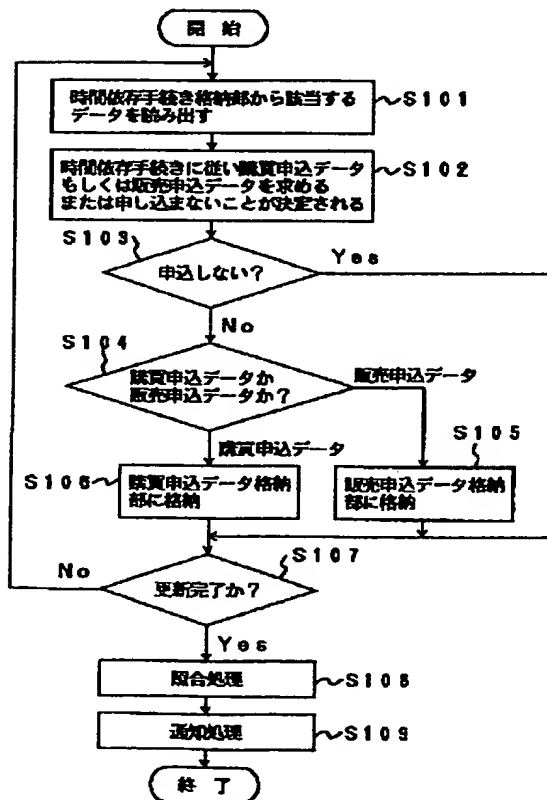 開 始
時間依存手続き格納部から該当する
データを読み出す
S101
時間依存手続きに従い購買申込データ
もしくは販売申込データを求める
または申し込まないことが決定される
S102
S103
申込しない?
Yes
No
S104
購買申込データか
販売申込データか?
販売申込データ
購買申込データ
S105
販売申込データ格納
部に格納
S106
購買申込データ格納
部に格納
S107
No
更新完了か?
Yes
照合処理
S108
通知処理
S109
終 了